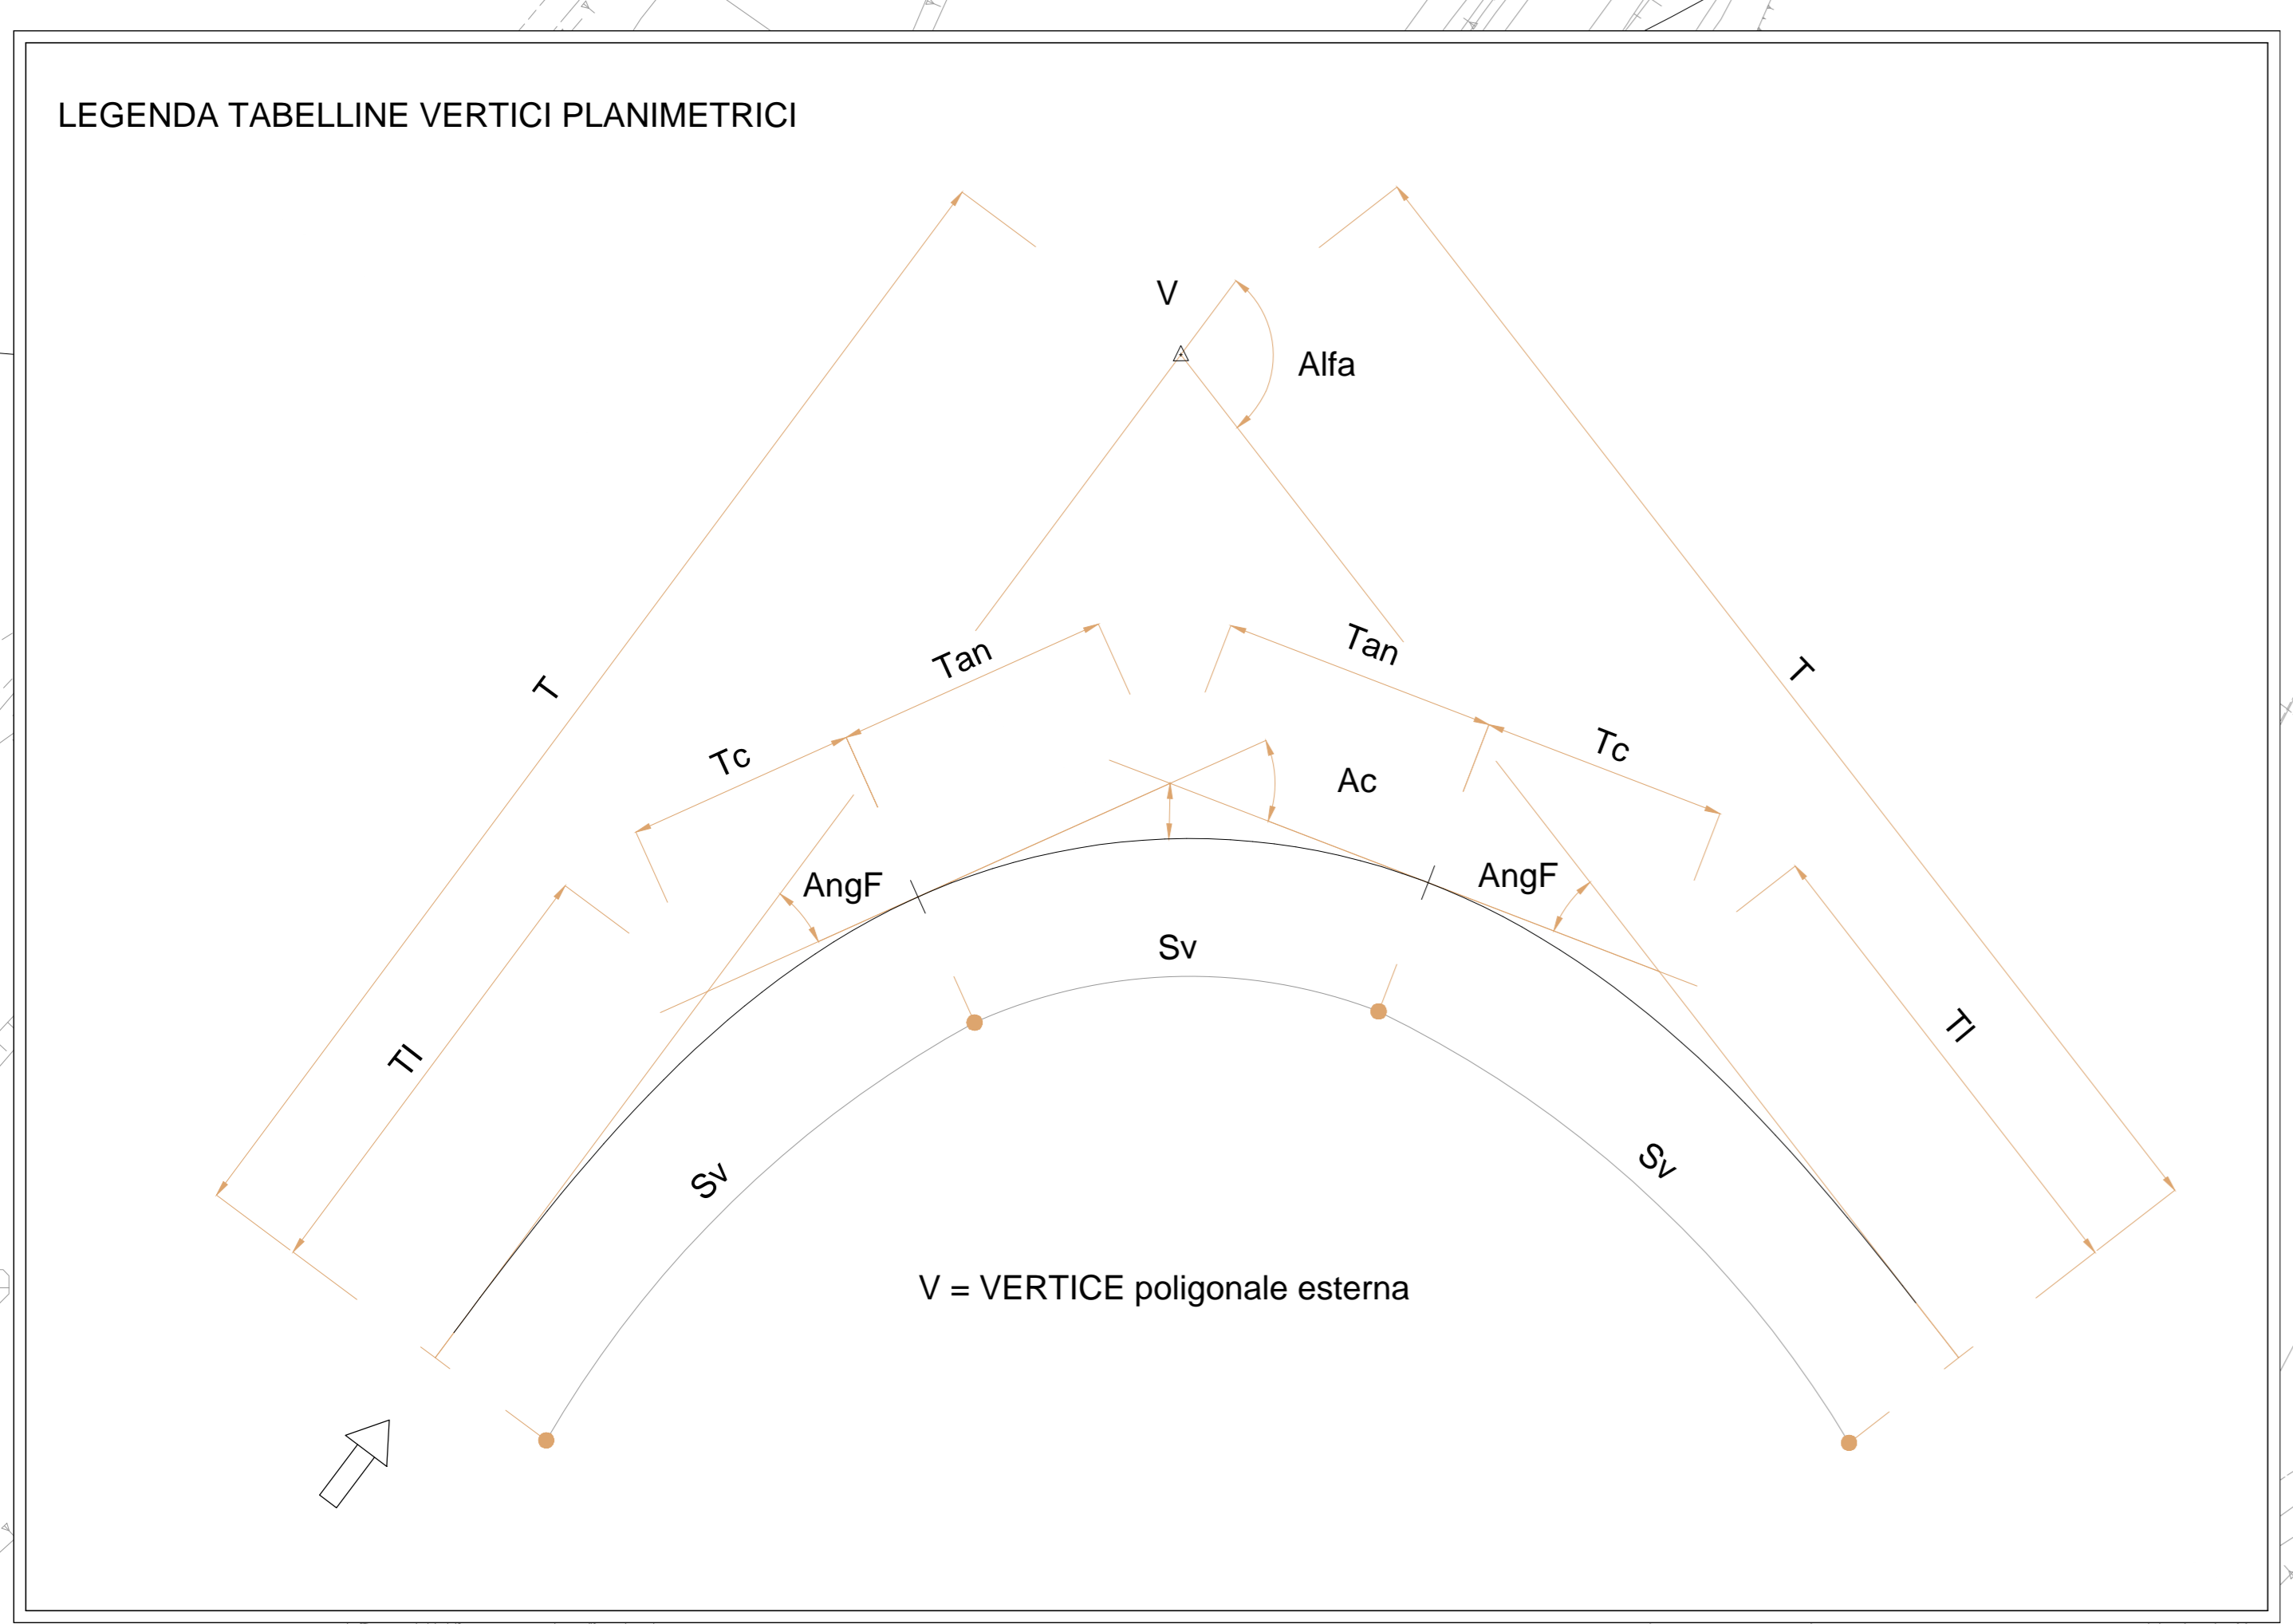 LEGENDA TABELLINE VERTICI PLANIMETRICI
V
Alfa
T
T
Tan
Tan
Tc
Tc
Ac
AngF
AngF
Sv
Tl
Tl
Sv
Sv
V = VERTICE poligonale esterna